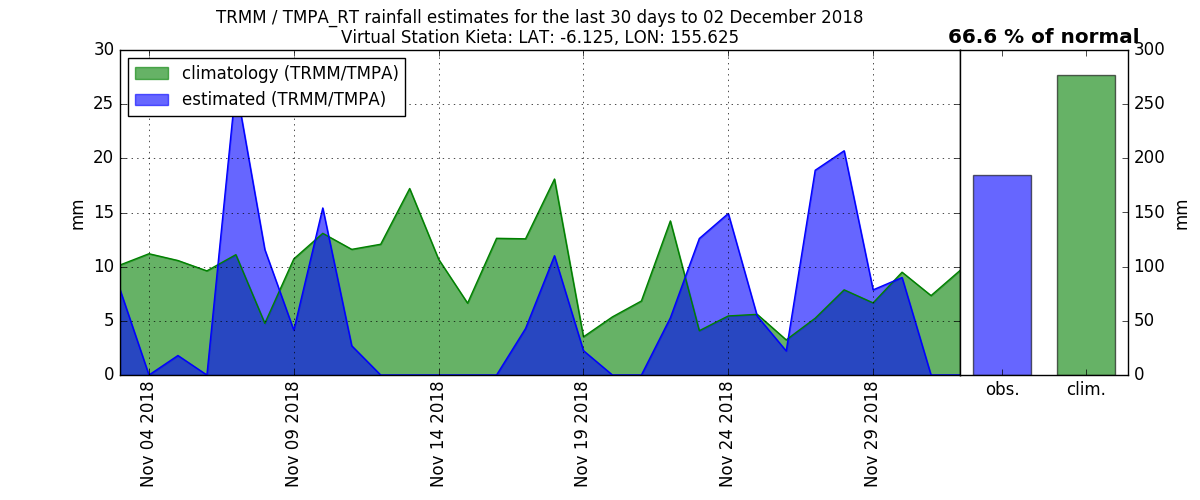 TRMM / TMPA_RT rainfall estimates for the last 30 days to 02 December 2018
Virtual Station Kieta: LAT: -6.125, LON: 155.625
66.6 % of normal
climatology (TRMM/TMPA)
estimated (TRMM/TMPA)
30
25
20
15
10
5
0
mm
Nov 04 2018
Nov 09 2018
Nov 14 2018
Nov 19 2018
Nov 24 2018
Nov 29 2018
obs.
clim.
300
250
200
150
100
50
0
mm